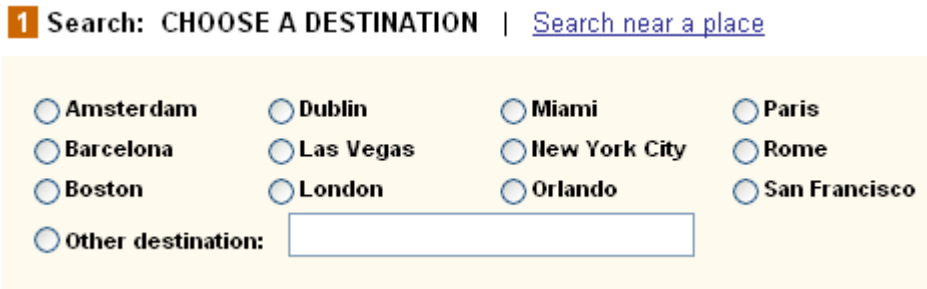 1 Search: CHOOSE A DESTINATION | Search near a place
Amsterdam Dublin Miami Paris
Barcelona Las Vegas New York City Rome
Boston London Orlando San Francisco
Other destination: